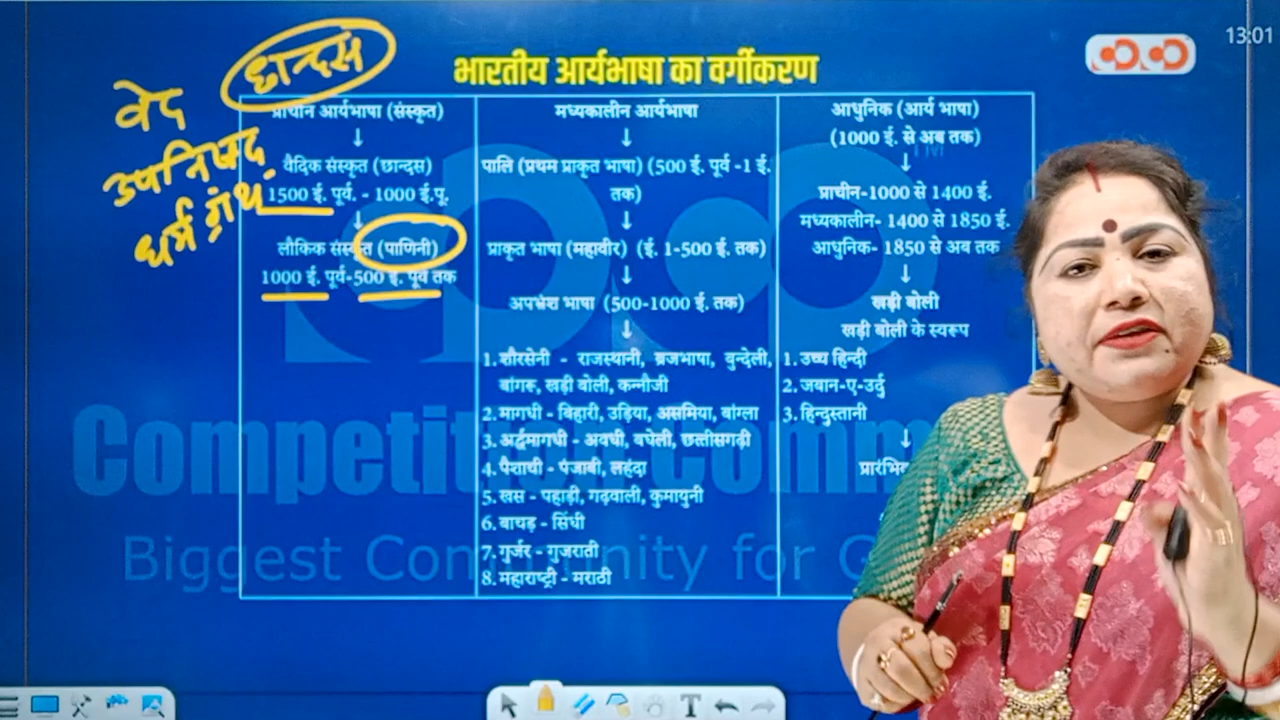 13:01
छान्दस
वेद
उपनिषद
धर्म ग्रंथ
भारतीय आर्यभाषा का वर्गीकरण
प्राचीन आर्यभाषा (संस्कृत)
↓
वैदिक संस्कृत (छान्दस)
1500 ई. पूर्व. - 1000 ई.पू.
↓
लौकिक संस्कृत (पाणिनी)
1000 ई. पूर्व-500 ई. पूर्व तक
मध्यकालीन आर्यभाषा
↓
पालि (प्रथम प्राकृत भाषा) (500 ई. पूर्व -1 ई.
तक)
↓
प्राकृत भाषा (महावीर) (ई. 1-500 ई. तक)
↓
अपभ्रंश भाषा (500-1000 ई. तक)
↓
1. शौरसेनी - राजस्थानी, ब्रजभाषा, बुन्देली,
बांगरू, खड़ी बोली, कन्नौजी
2. मागधी - बिहारी, उड़िया, असमिया, बांग्ला
3. अर्द्धमागधी - अवधी, बघेली, छत्तीसगढ़ी
4. पैशाची - पंजाबी, लहंदा
5. खस - पहाड़ी, गढ़वाली, कुमायुनी
6. बाचड़ - सिंधी
7. गुर्जर - गुजराती
8. महाराष्ट्री - मराठी
आधुनिक (आर्य भाषा)
(1000 ई. से अब तक)
↓
प्राचीन-1000 से 1400 ई.
मध्यकालीन- 1400 से 1850 ई.
आधुनिक- 1850 से अब तक
↓
खड़ी बोली
खड़ी बोली के स्वरूप
1. उच्च हिन्दी
2. जबान-ए-उर्दु
3. हिन्दुस्तानी
↓
TM
Biggest
for
T